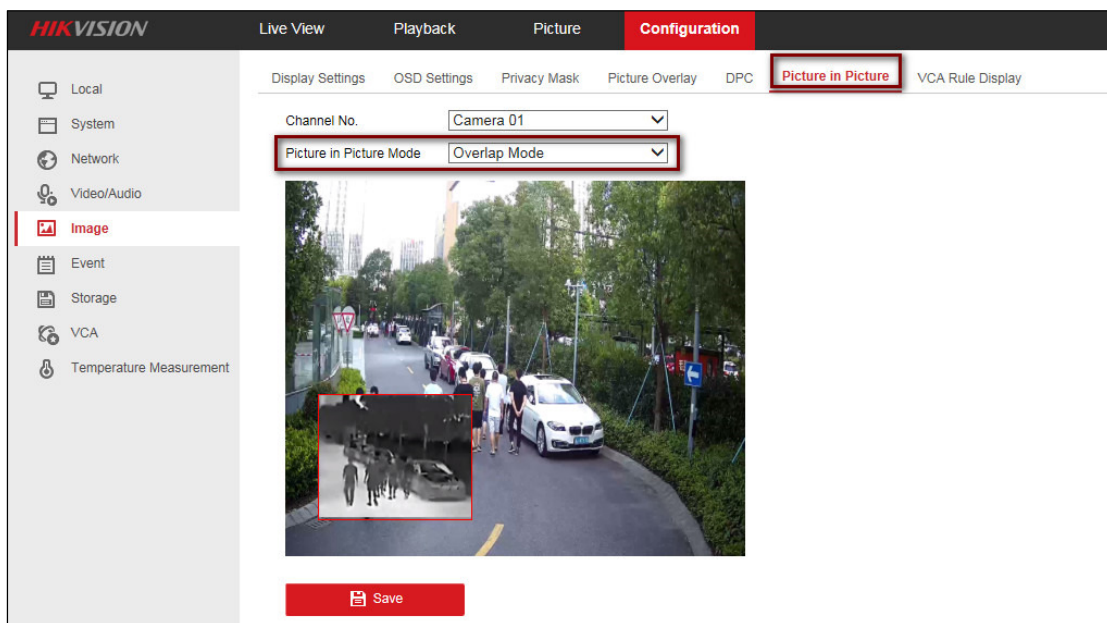 HIKVISION
Live View Playback Picture Configuration
Display Settings OSD Settings Privacy Mask Picture Overlay DPC Picture in Picture VCA Rule Display
Local
System
Network
Video/Audio
Image
Event
Storage
VCA
Temperature Measurement
Channel No. Camera 01
Picture in Picture Mode Overlap Mode
Save